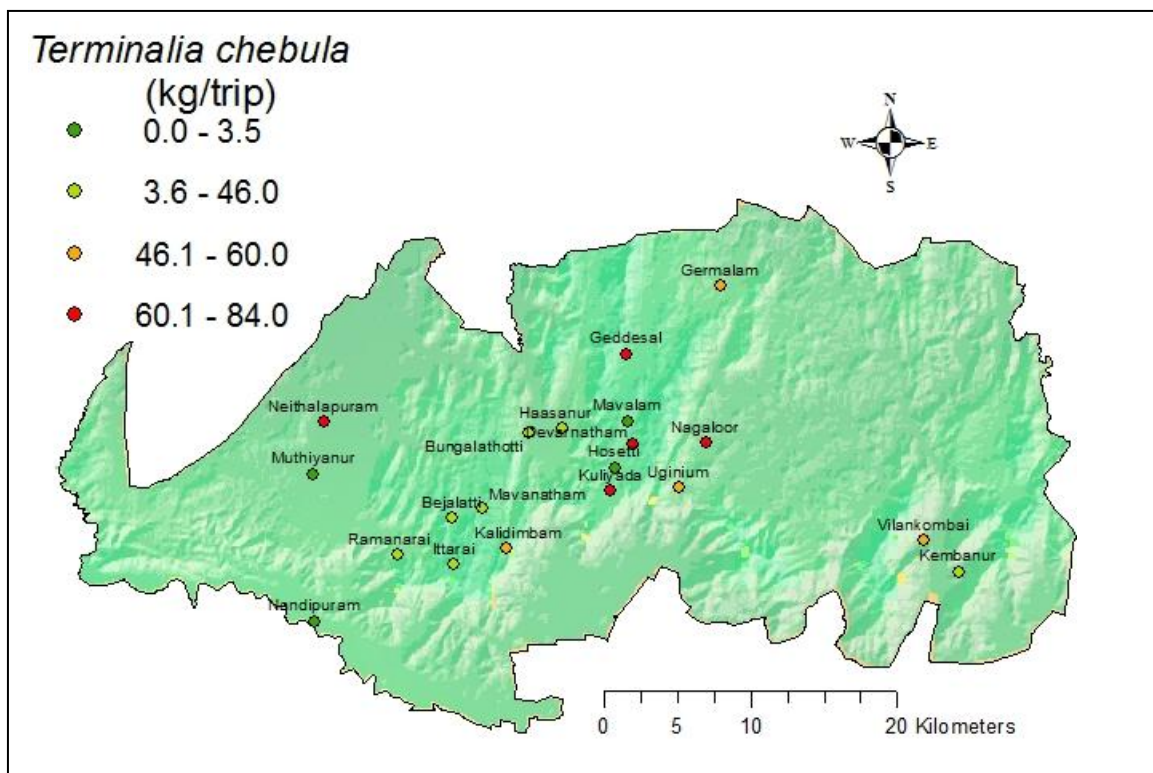 Terminalia chebula
(kg/trip)
0.0 - 3.5
3.6 - 46.0
46.1 - 60.0
60.1 - 84.0
N
W E
S
Germalam
Geddesal
Neithalapuram
Haasanur
Mavalam
Bungalathotti
Devarnatham
Nagaloor
Muthiyanur
Hosetti
Kuliyada
Uginium
Bejalatti
Mavanatham
Ramanarai
Ittarai
Kalidimbam
Vilankombai
Kembanur
Nandipuram
0 5 10 20 Kilometers